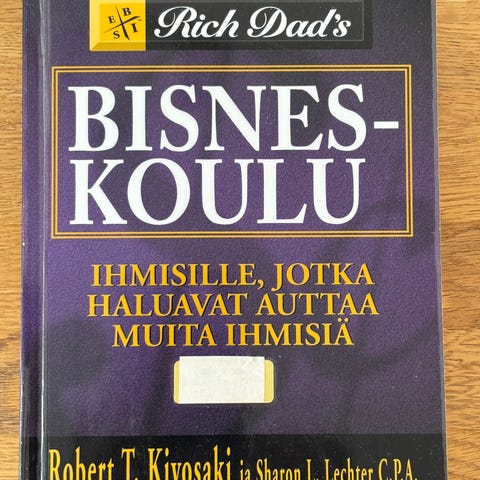 E B
S I
Rich Dad's
BISNES-
KOULU
IHMISILLE, JOTKA
HALUAVAT AUTTAA
MUITA IHMISIÄ
Robert T. Kiyosaki ja Sharon L. Lechter C.P.A.